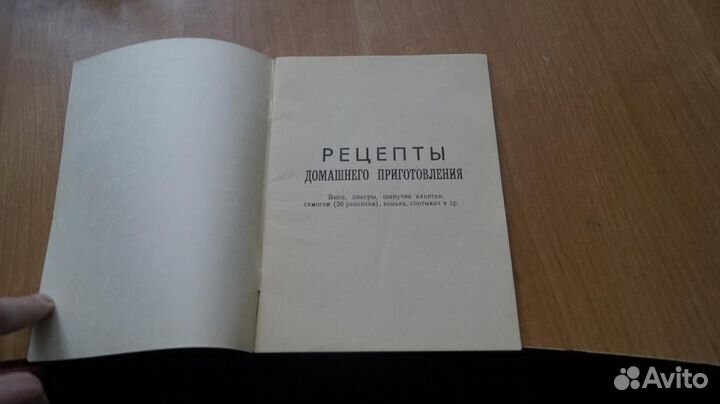 РЕЦЕПТЫ
ДОМАШНЕГО ПРИГОТОВЛЕНИЯ
Вина, ликеры, шипучие напитки,
самогон (26 рецептов), коньяк, спотыкач и др.
Avito